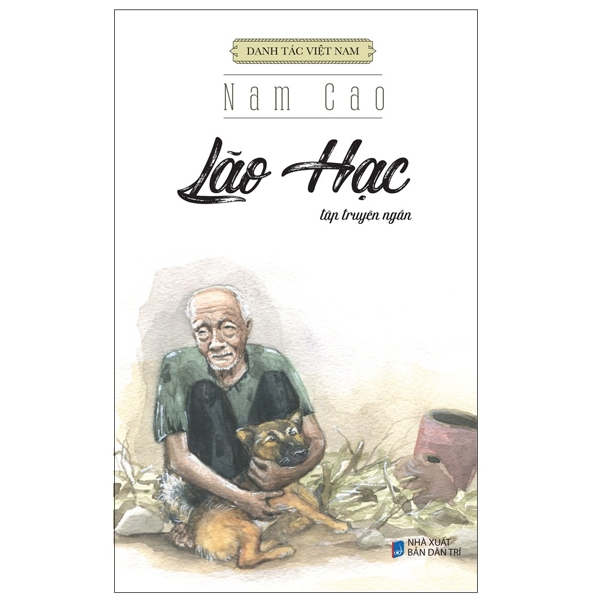 DANH TÁC VIỆT NAM
Nam Cao
Lão Hạc
tập truyện ngắn
NHÀ XUẤT
BẢN DÂN TRÍ